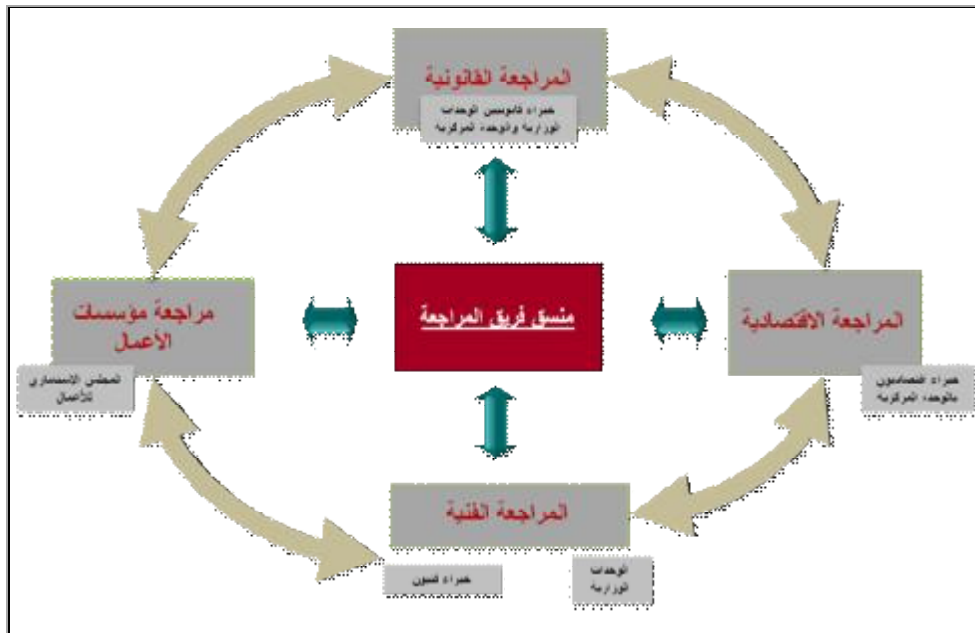 المراجعة القانونية
خبراء قانونيين الوحدات
الوزارية والوحدة المركزية
مراجعة مؤسسات
الأعمال
المجلس الإستشاري
للأعمال
منسق فريق المراجعة
المراجعة الاقتصادية
خبراء اقتصاديون
بالوحدة المركزية
المراجعة الفنية
خبراء فنيون
الوحدات
الوزارية